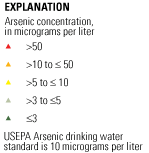 EXPLANATION
Arsenic concentration,
in micrograms per liter
>50
>10 to ≤ 50
>5 to ≤ 10
>3 to ≤5
≤3
USEPA Arsenic drinking water
standard is 10 micrograms per liter